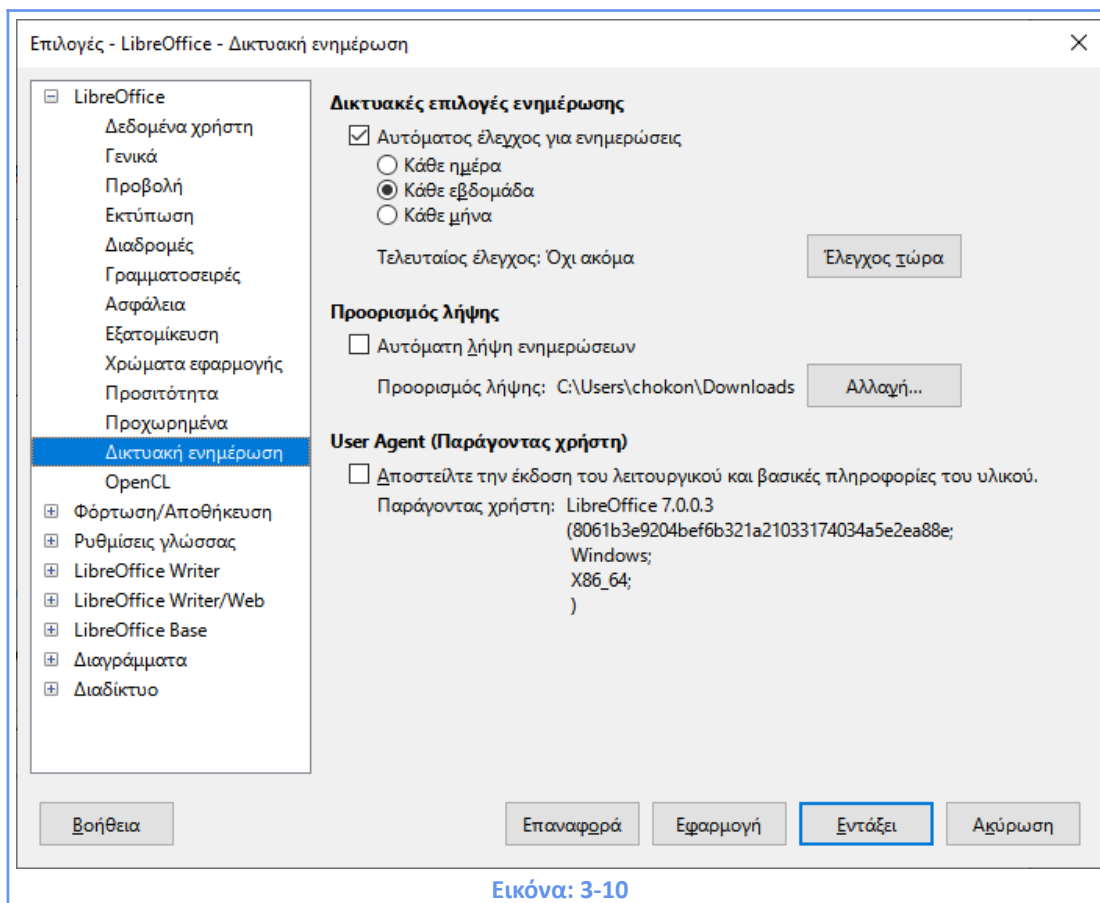 Επιλογές - LibreOffice - Δικτυακή ενημέρωση
LibreOffice
Δεδομένα χρήστη
Γενικά
Προβολή
Εκτύπωση
Διαδρομές
Γραμματοσειρές
Ασφάλεια
Εξατομίκευση
Χρώματα εφαρμογής
Προσιτότητα
Προχωρημένα
Δικτυακή ενημέρωση
OpenCL
Φόρτωση/Αποθήκευση
Ρυθμίσεις γλώσσας
LibreOffice Writer
LibreOffice Writer/Web
LibreOffice Base
Διαγράμματα
Διαδίκτυο
Δικτυακές επιλογές ενημέρωσης
Αυτόματος έλεγχος για ενημερώσεις
Κάθε ημέρα
Κάθε εβδομάδα
Κάθε μήνα
Τελευταίος έλεγχος: Όχι ακόμα
Έλεγχος τώρα
Προορισμός λήψης
Αυτόματη λήψη ενημερώσεων
Προορισμός λήψης: C:\Users\chokon\Downloads
Αλλαγή...
User Agent (Παράγοντας χρήστη)
Αποστείλτε την έκδοση του λειτουργικού και βασικές πληροφορίες του υλικού.
Παράγοντας χρήστη: LibreOffice 7.0.0.3
(8061b3e9204bef6b321a21033174034a5e2ea88e;
Windows;
X86_64;
)
Βοήθεια
Επαναφορά
Εφαρμογή
Εντάξει
Ακύρωση
Εικόνα: 3-10